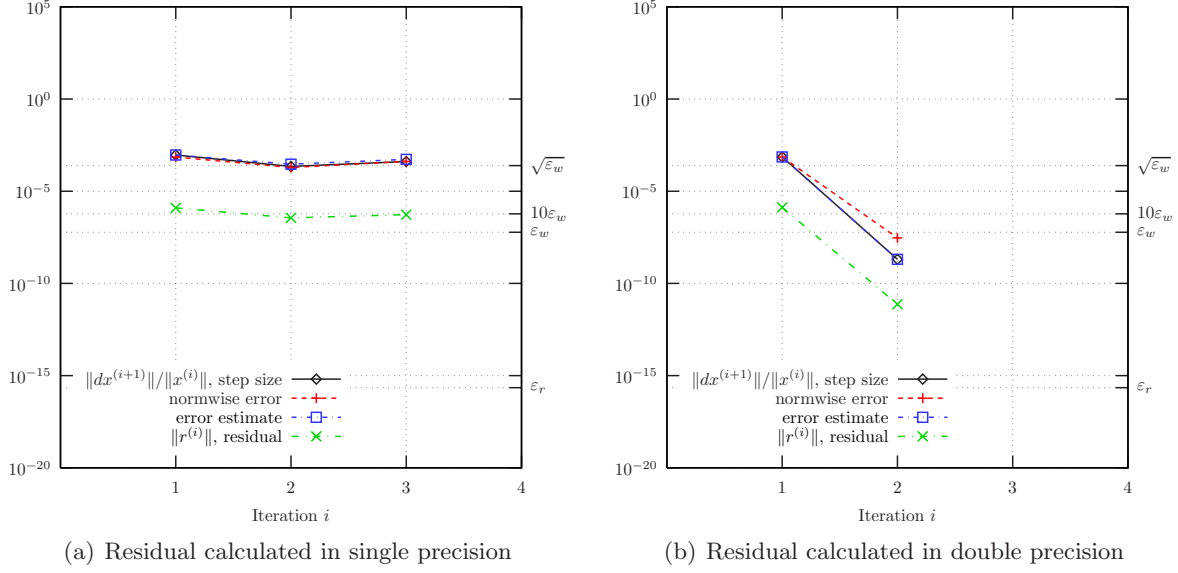 10^5
10^0
10^−5
10^−10
10^−15
10^−20
√ε_w
10ε_w
ε_w
ε_r
‖dx^(i+1)‖/‖x^(i)‖, step size
normwise error
error estimate
‖r^(i)‖, residual
1 2 3 4
Iteration i
(a) Residual calculated in single precision
10^5
10^0
10^−5
10^−10
10^−15
10^−20
√ε_w
10ε_w
ε_w
ε_r
‖dx^(i+1)‖/‖x^(i)‖, step size
normwise error
error estimate
‖r^(i)‖, residual
1 2 3 4
Iteration i
(b) Residual calculated in double precision